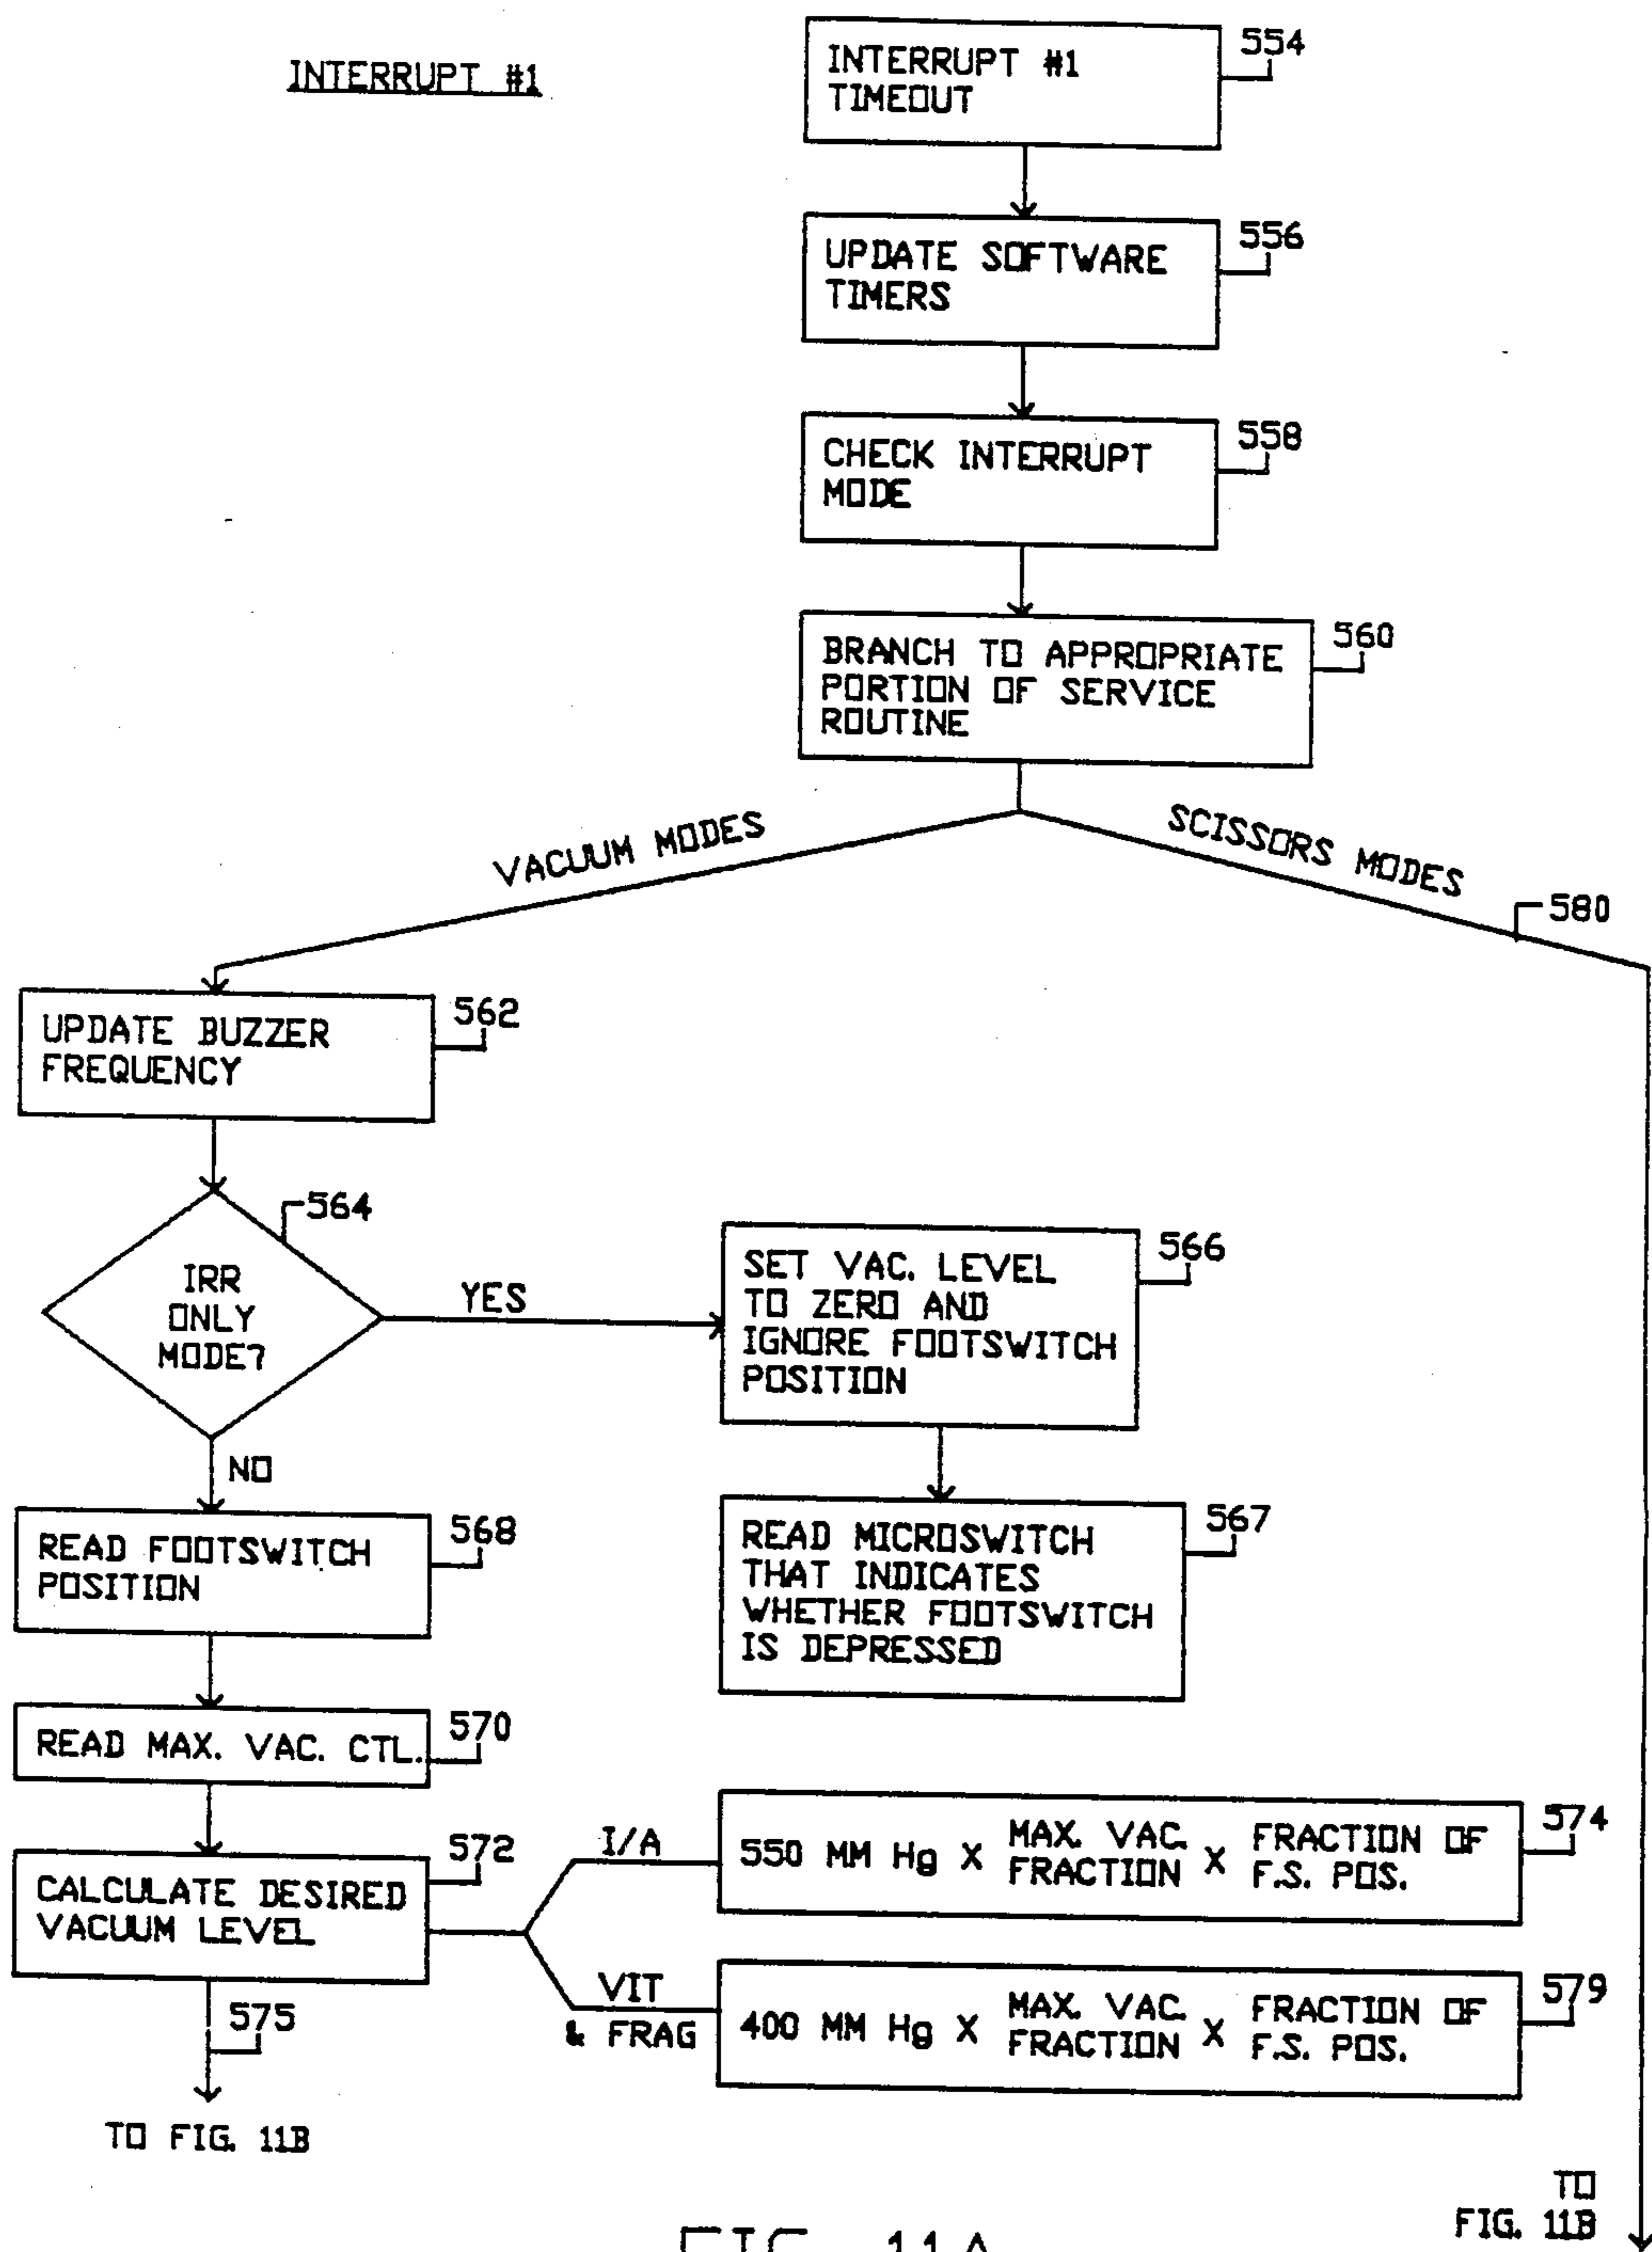 INTERRUPT #1
INTERRUPT #1
TIMEOUT
554
UPDATE SOFTWARE
TIMERS
556
CHECK INTERRUPT
MODE
558
BRANCH TO APPROPRIATE
PORTION OF SERVICE
ROUTINE
560
VACUUM MODES
SCISSORS MODES
580
UPDATE BUZZER
FREQUENCY
562
564
IRR
ONLY
MODE?
YES
SET VAC. LEVEL
TO ZERO AND
IGNORE FOOTSWITCH
POSITION
566
NO
READ FOOTSWITCH
POSITION
568
READ MICROSWITCH
THAT INDICATES
WHETHER FOOTSWITCH
IS DEPRESSED
567
READ MAX. VAC. CTL.
570
CALCULATE DESIRED
VACUUM LEVEL
572
I/A
550 MM Hg X MAX. VAC. FRACTION X FRACTION OF F.S. POS.
574
VIT
& FRAG
400 MM Hg X MAX. VAC. FRACTION X FRACTION OF F.S. POS.
579
575
TO FIG. 11B
TO
FIG. 11B
FIG. 11A